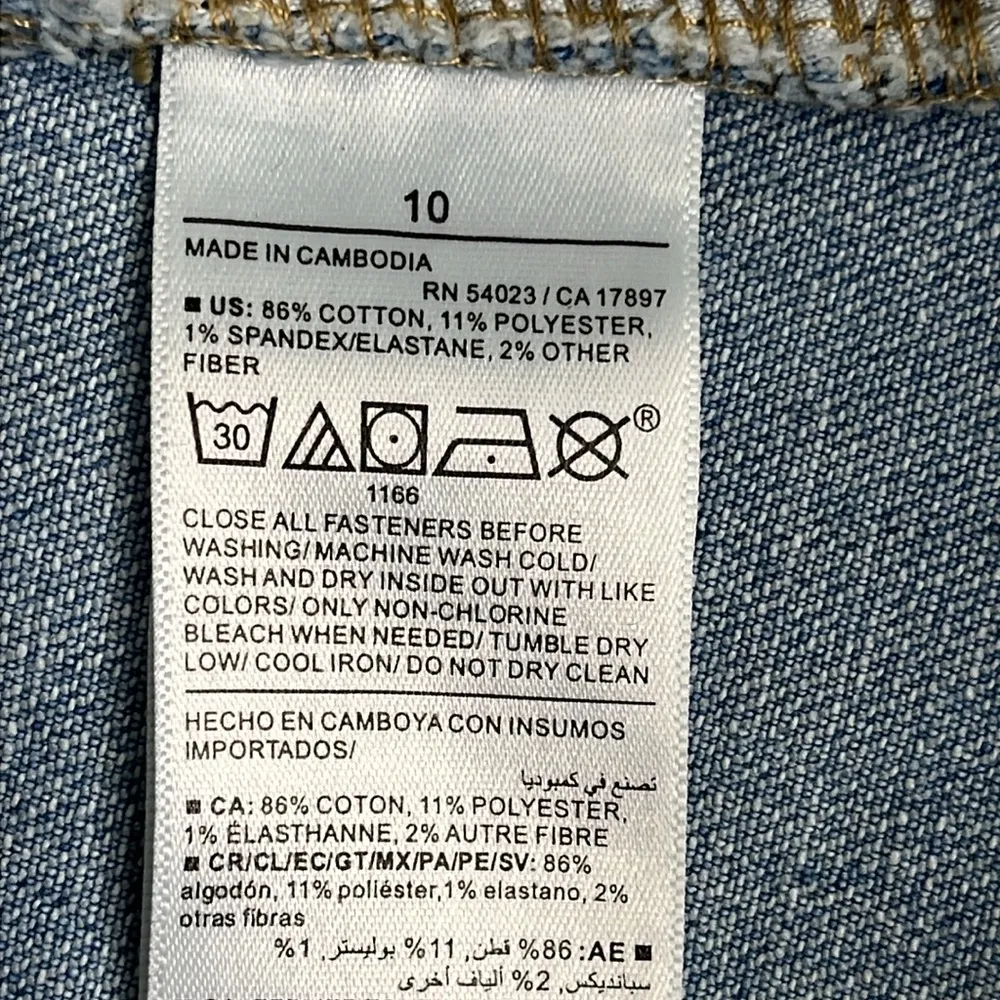 10
MADE IN CAMBODIA
RN 54023 / CA 17897
■ US: 86% COTTON, 11% POLYESTER,
1% SPANDEX/ELASTANE, 2% OTHER
FIBER
30
®
1166
CLOSE ALL FASTENERS BEFORE
WASHING/ MACHINE WASH COLD/
WASH AND DRY INSIDE OUT WITH LIKE
COLORS/ ONLY NON-CHLORINE
BLEACH WHEN NEEDED/ TUMBLE DRY
LOW/ COOL IRON/ DO NOT DRY CLEAN
HECHO EN CAMBOYA CON INSUMOS
IMPORTADOS/
تصنع في كمبوديا
■ CA: 86% COTON, 11% POLYESTER,
1% ÉLASTHANNE, 2% AUTRE FIBRE
■ CR/CL/EC/GT/MX/PA/PE/SV: 86%
algodón, 11% poliéster,1% elastano, 2%
otras fibras
■ AE: 86% قطن, 11% بوليستر, 1%
سبانديكس, 2% ألياف أخرى